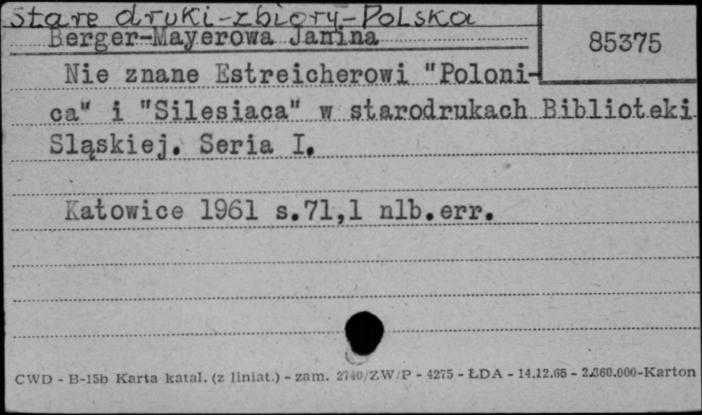 Stare druki-zbiory-Polska
Berger-Mayerowa Janina
85375
Nie znane Estreicherowi "Poloni-
ca" i "Silesiaca" w starodrukach Biblioteki
Sląskiej. Seria I.
Katowice 1961 s.71,1 nlb.err.
CWD - B-15b Karta katal. (z liniat.) - zam. 2740/ZW/P - 4275 - ŁDA - 14.12.65 - 2.360.000-Karton